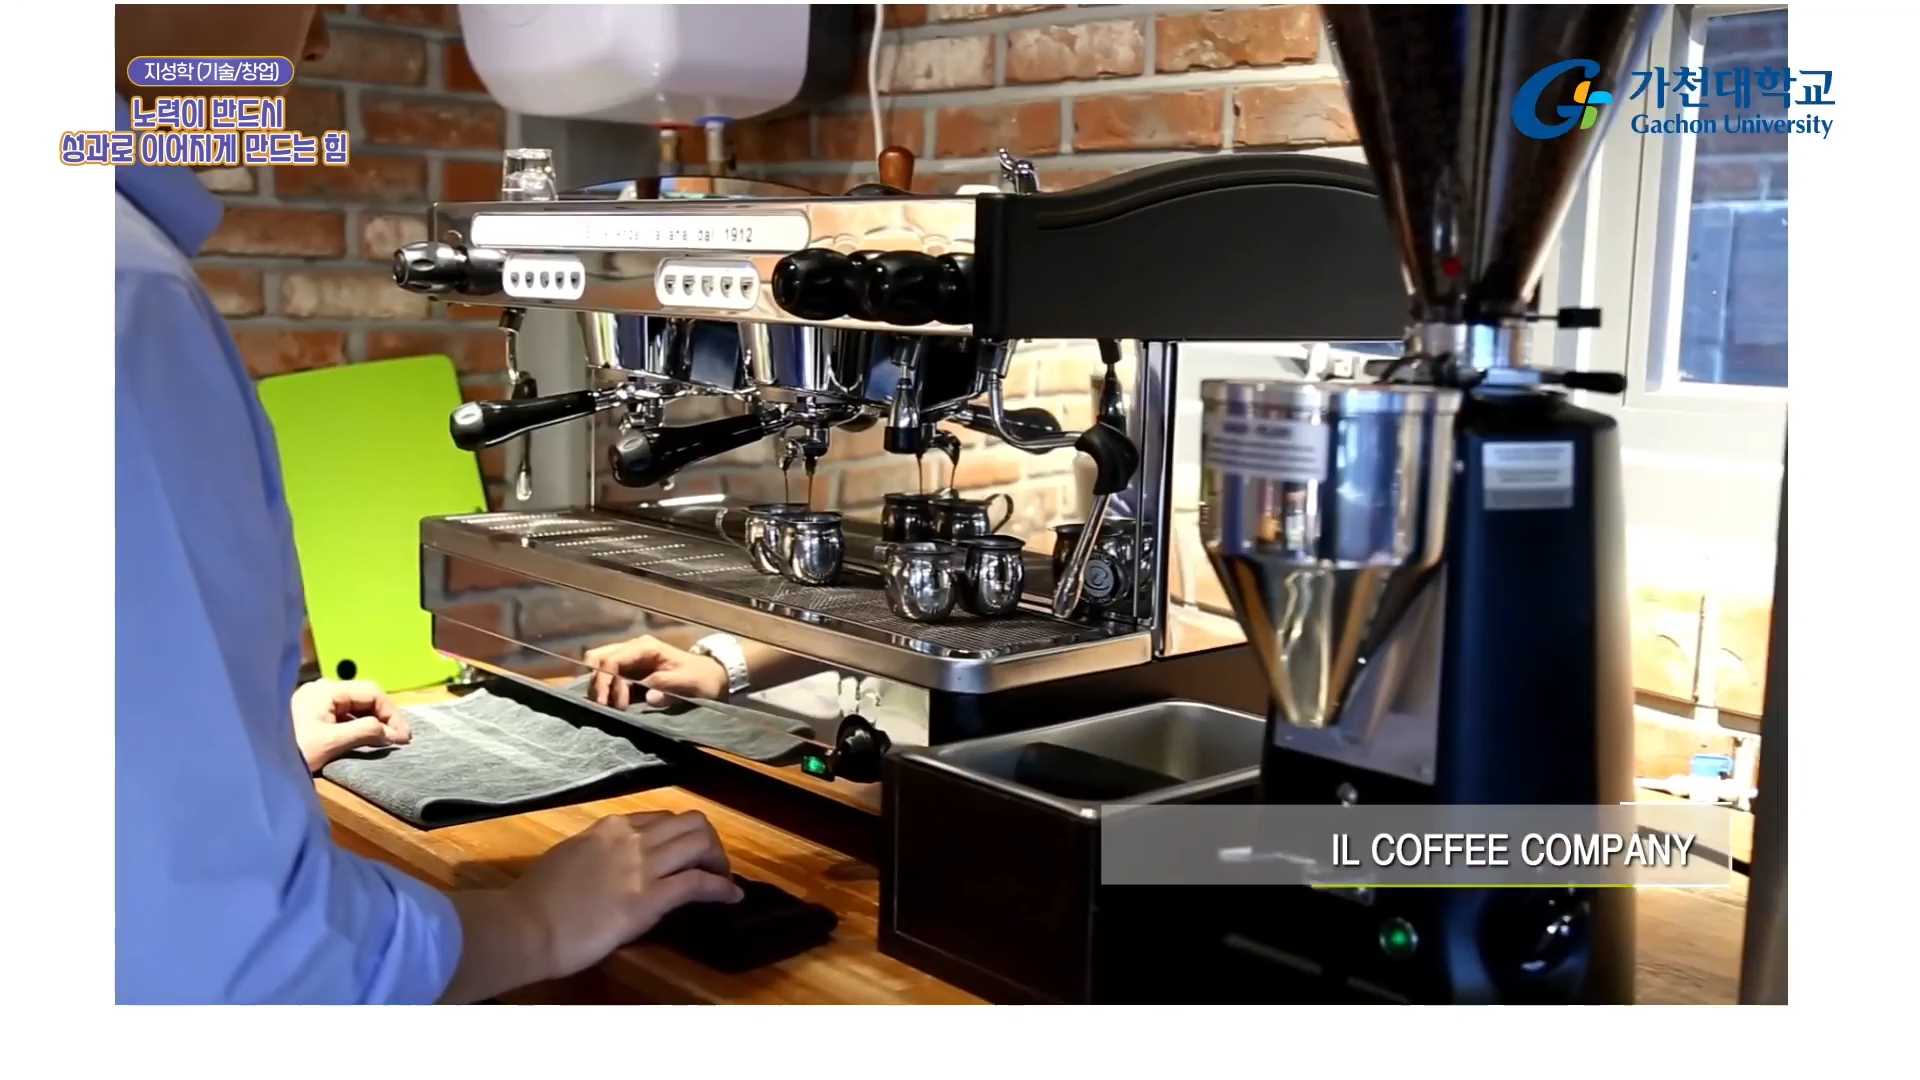 지성학(기술/창업)
노력이 반드시
성과로 이어지게 만드는 힘
가천대학교
Gachon University
dal 1912
IL COFFEE COMPANY